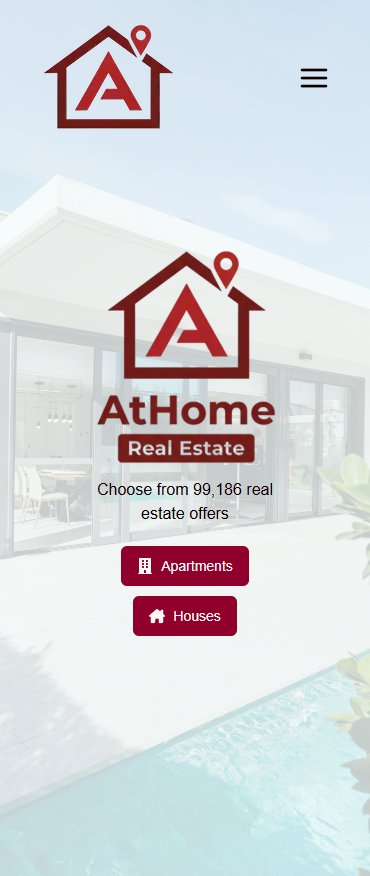 AtHome
Real Estate
Choose from 99,186 real
estate offers
Apartments
Houses